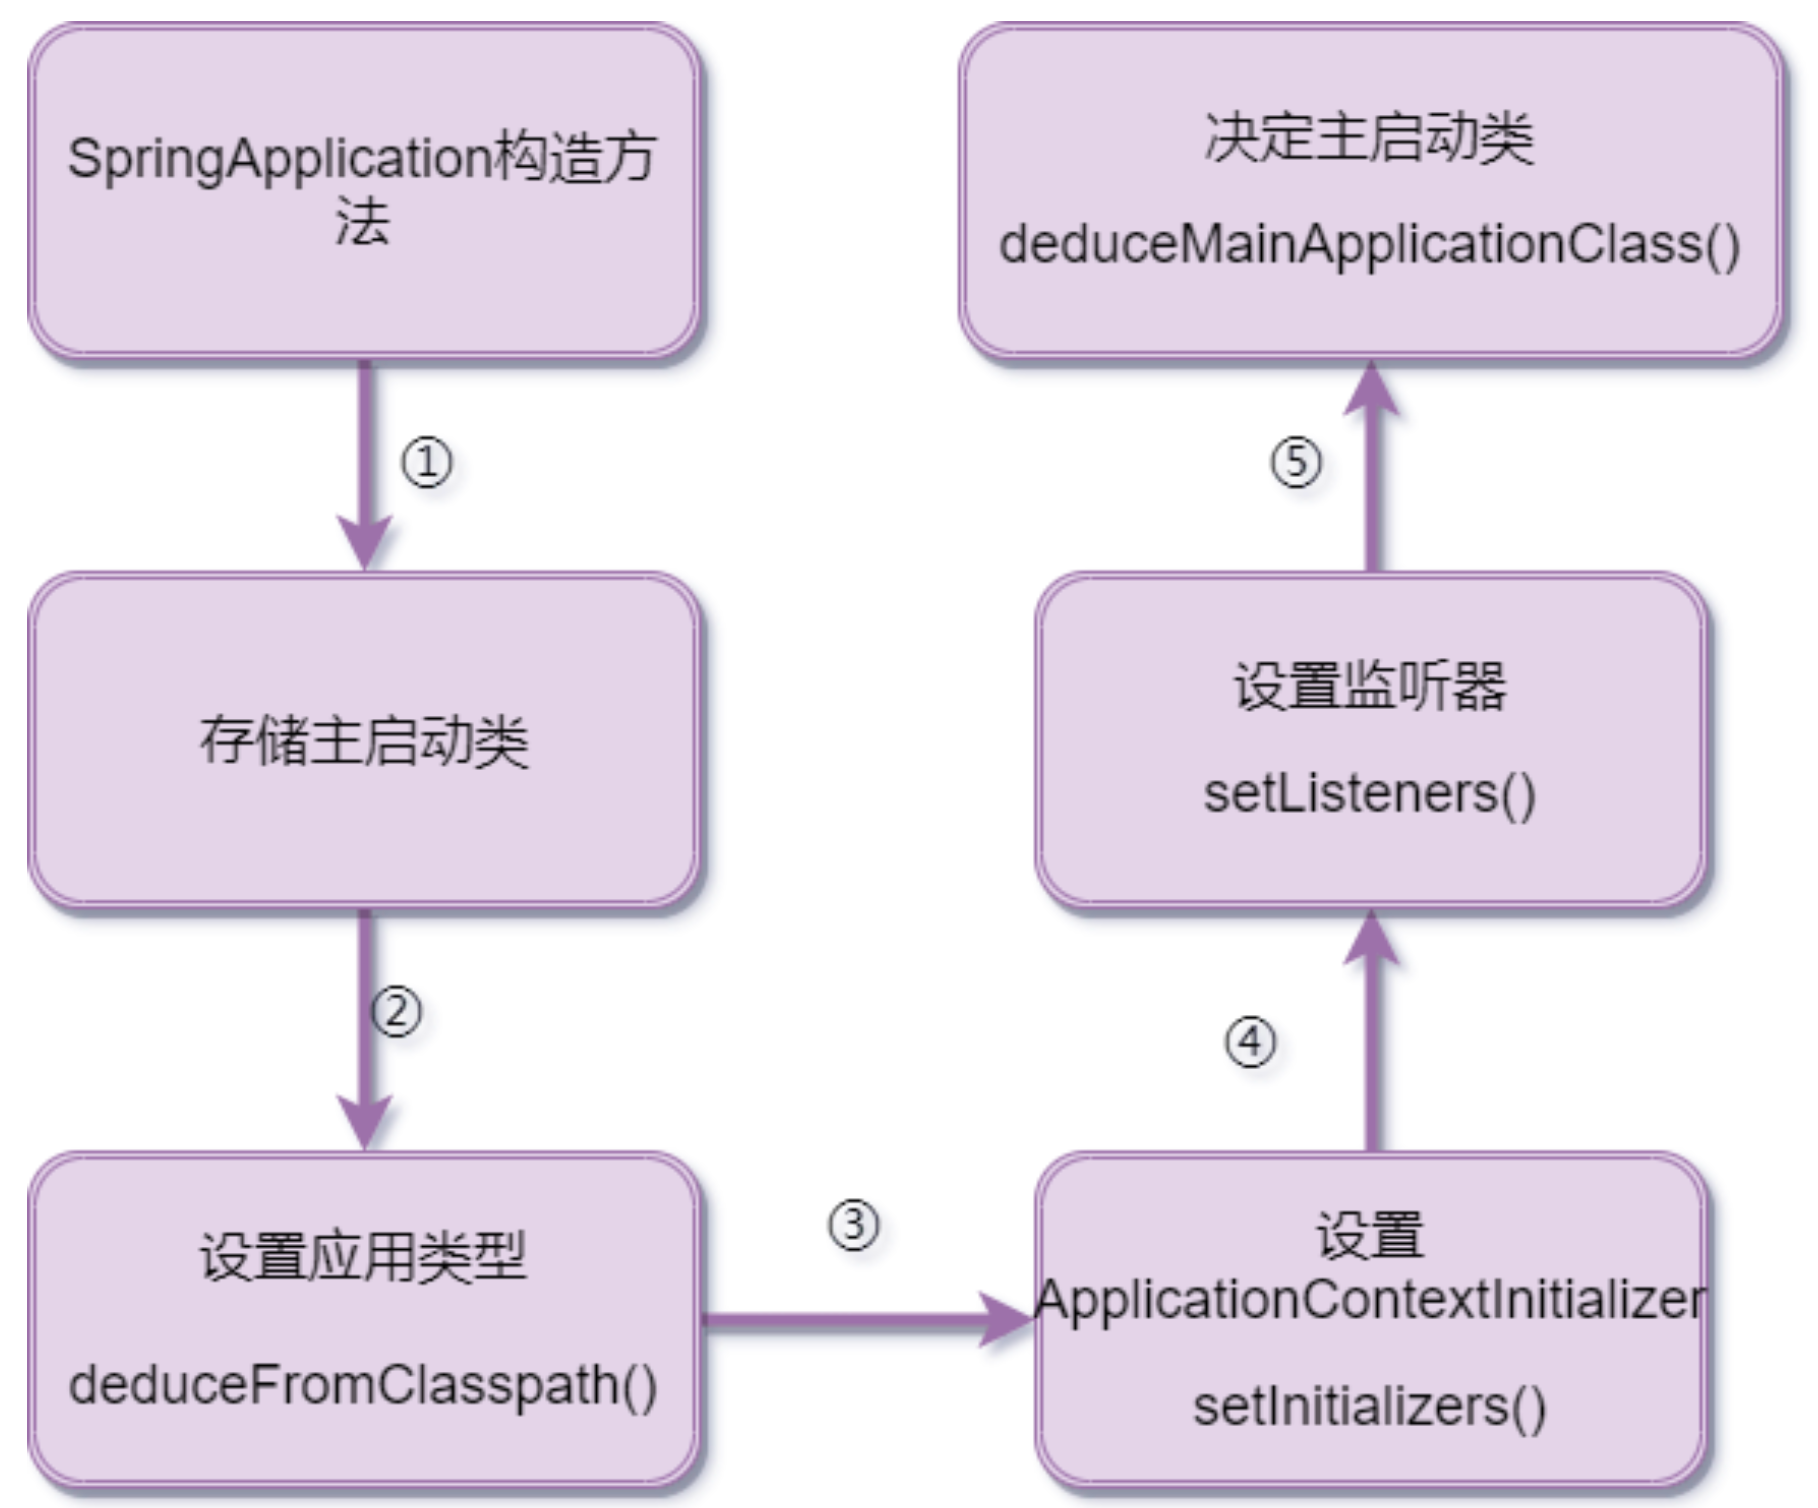 SpringApplication构造方
法
①
存储主启动类
②
设置应用类型
deduceFromClasspath()
③
设置
ApplicationContextInitializer
setInitializers()
④
设置监听器
setListeners()
⑤
决定主启动类
deduceMainApplicationClass()